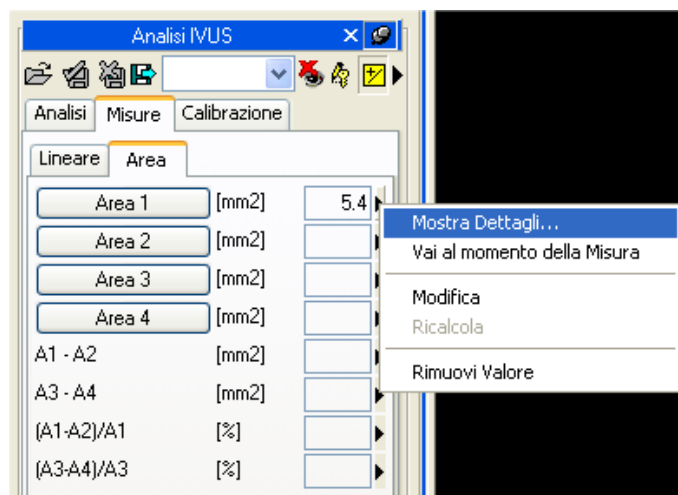 Analisi IVUS
Analisi Misure Calibrazione
Lineare Area
Area 1 [mm2] 5.4
Mostra Dettagli...
Area 2 [mm2]
Vai al momento della Misura
Area 3 [mm2]
Modifica
Area 4 [mm2]
Ricalcola
A1 - A2 [mm2]
Rimuovi Valore
A3 - A4 [mm2]
(A1-A2)/A1 [%]
(A3-A4)/A3 [%]